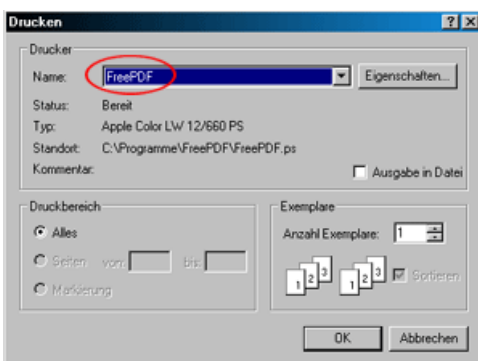 Drucken
Drucker
Name: FreePDF Eigenschaften...
Status: Bereit
Typ: Apple Color LW 12/660 PS
Standort: C:\Programme\FreePDF\FreePDF.ps
Kommentar: Ausgabe in Datei
Druckbereich
Alles
Seiten von: bis:
Markierung
Exemplare
Anzahl Exemplare: 1
1 2 3 1 2 3 Sortieren
OK Abbrechen